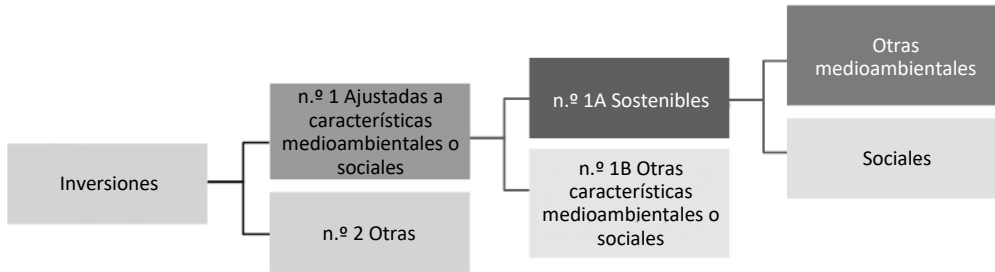 Inversiones
n.º 1 Ajustadas a
características
medioambientales o
sociales
n.º 2 Otras
n.º 1A Sostenibles
n.º 1B Otras
características
medioambientales o
sociales
Otras
medioambientales
Sociales